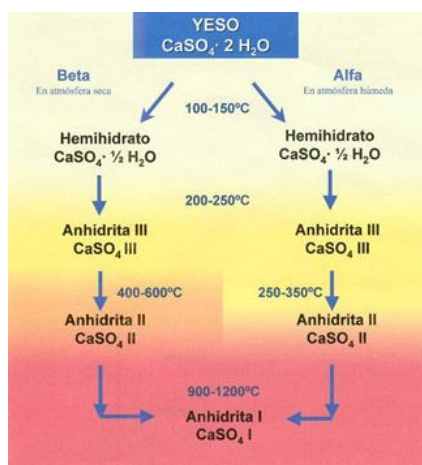 YESO
CaSO₄· 2 H₂O
Beta
En atmósfera seca
Alfa
En atmósfera húmeda
100-150ºC
Hemihidrato
CaSO₄· ½ H₂O
Hemihidrato
CaSO₄· ½ H₂O
200-250ºC
Anhidrita III
CaSO₄ III
Anhidrita III
CaSO₄ III
400-600ºC
250-350ºC
Anhidrita II
CaSO₄ II
Anhidrita II
CaSO₄ II
900-1200ºC
Anhidrita I
CaSO₄ I